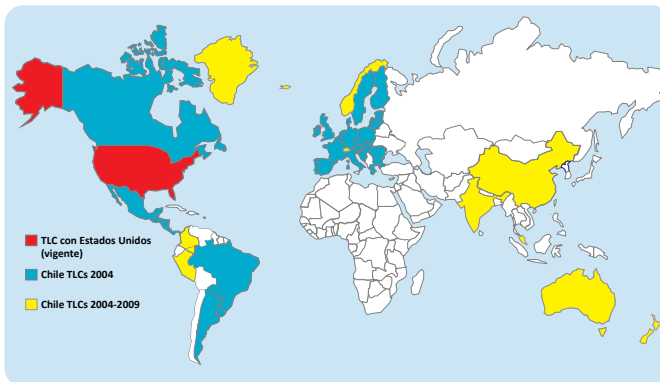 TLC con Estados Unidos
(vigente)
Chile TLCs 2004
Chile TLCs 2004-2009